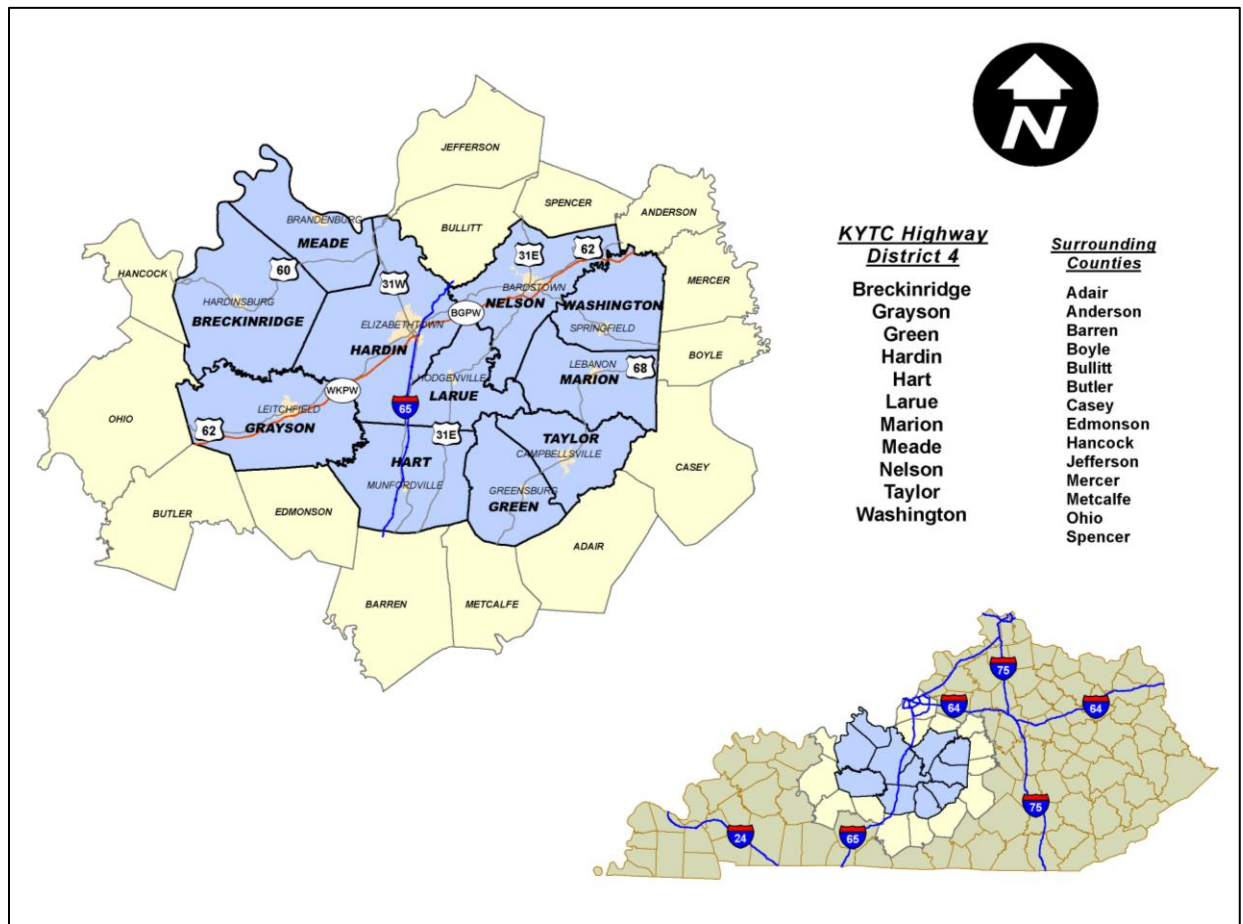 JEFFERSON
SPENCER
ANDERSON
BULLITT
BRANDENBURG
MEADE
HANCOCK
60
31W
31E
62
MERCER
HARDINSBURG
BRECKINRIDGE
BARDSTOWN
NELSON
WASHINGTON
SPRINGFIELD
ELIZABETHTOWN
BGPW
HARDIN
BOYLE
LEBANON
MARION
68
HODGENVILLE
LARUE
WKPW
65
OHIO
LEITCHFIELD
GRAYSON
62
31E
TAYLOR
CAMPBELLSVILLE
CASEY
HART
MUNFORDVILLE
GREENSBURG
GREEN
BUTLER
EDMONSON
ADAIR
BARREN
METCALFE
N
KYTC Highway
District 4
Breckinridge
Grayson
Green
Hardin
Hart
Larue
Marion
Meade
Nelson
Taylor
Washington
Surrounding
Counties
Adair
Anderson
Barren
Boyle
Bullitt
Butler
Casey
Edmonson
Hancock
Jefferson
Mercer
Metcalfe
Ohio
Spencer
75
64
64
75
24
65